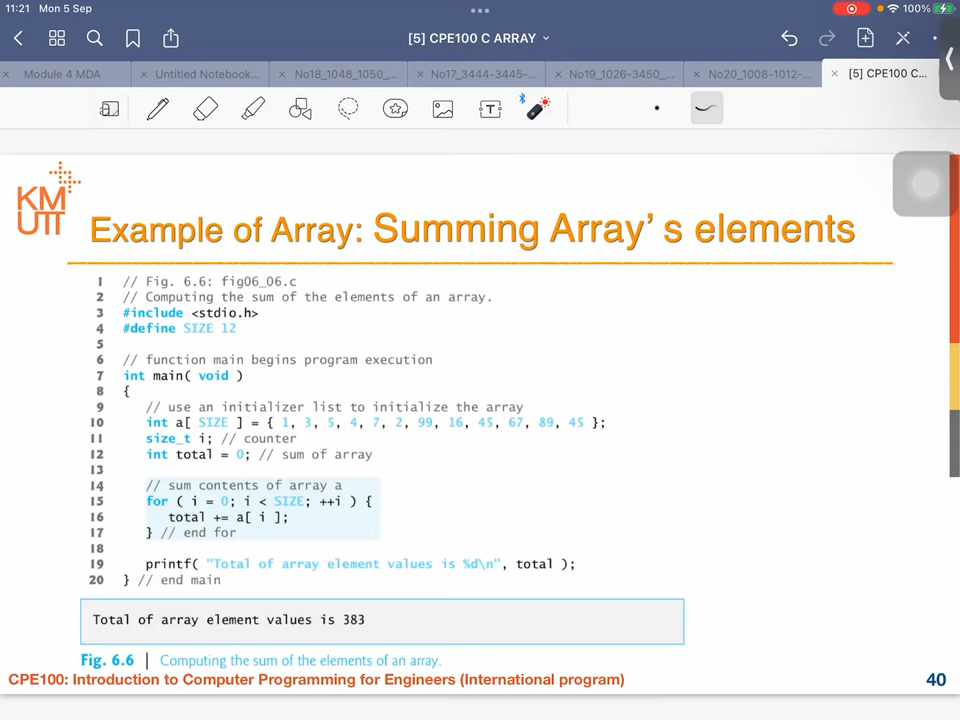 11:21 Mon 5 Sep
100%
[5] CPE100 C ARRAY
Module 4 MDA
Untitled Notebook...
No18_1048_1050_...
No17_3444-3445-...
No19_1026-3450_...
No20_1008-1012-...
[5] CPE100 C...
KM
UTT
Example of Array: Summing Array' s elements
1 // Fig. 6.6: fig06_06.c
2 // Computing the sum of the elements of an array.
3 #include <stdio.h>
4 #define SIZE 12
5
6 // function main begins program execution
7 int main( void )
8 {
9 // use an initializer list to initialize the array
10 int a[ SIZE ] = { 1, 3, 5, 4, 7, 2, 99, 16, 45, 67, 89, 45 };
11 size_t i; // counter
12 int total = 0; // sum of array
13
14 // sum contents of array a
15 for ( i = 0; i < SIZE; ++i ) {
16 total += a[ i ];
17 } // end for
18
19 printf( "Total of array element values is %d\n", total );
20 } // end main
Total of array element values is 383
Fig. 6.6 | Computing the sum of the elements of an array.
CPE100: Introduction to Computer Programming for Engineers (International program)
40